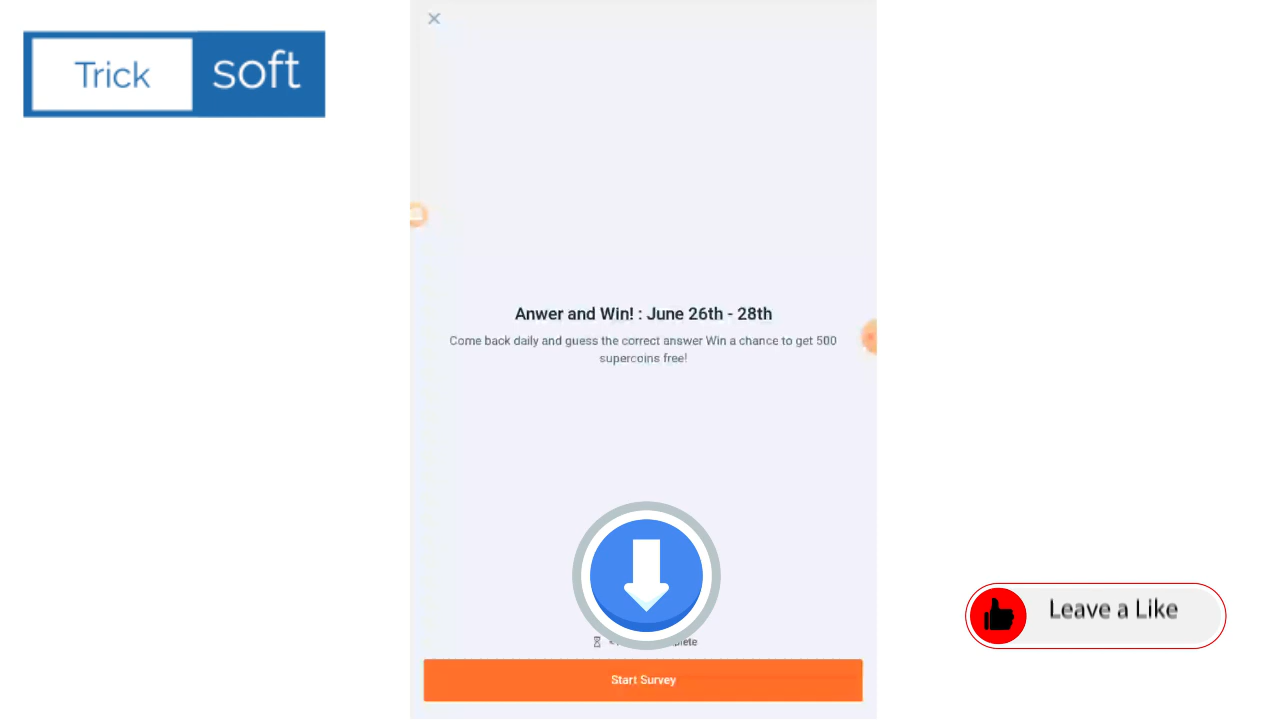 Trick soft
Anwer and Win! : June 26th - 28th
Come back daily and guess the correct answer Win a chance to get 500
supercoins free!
Leave a Like
Start Survey